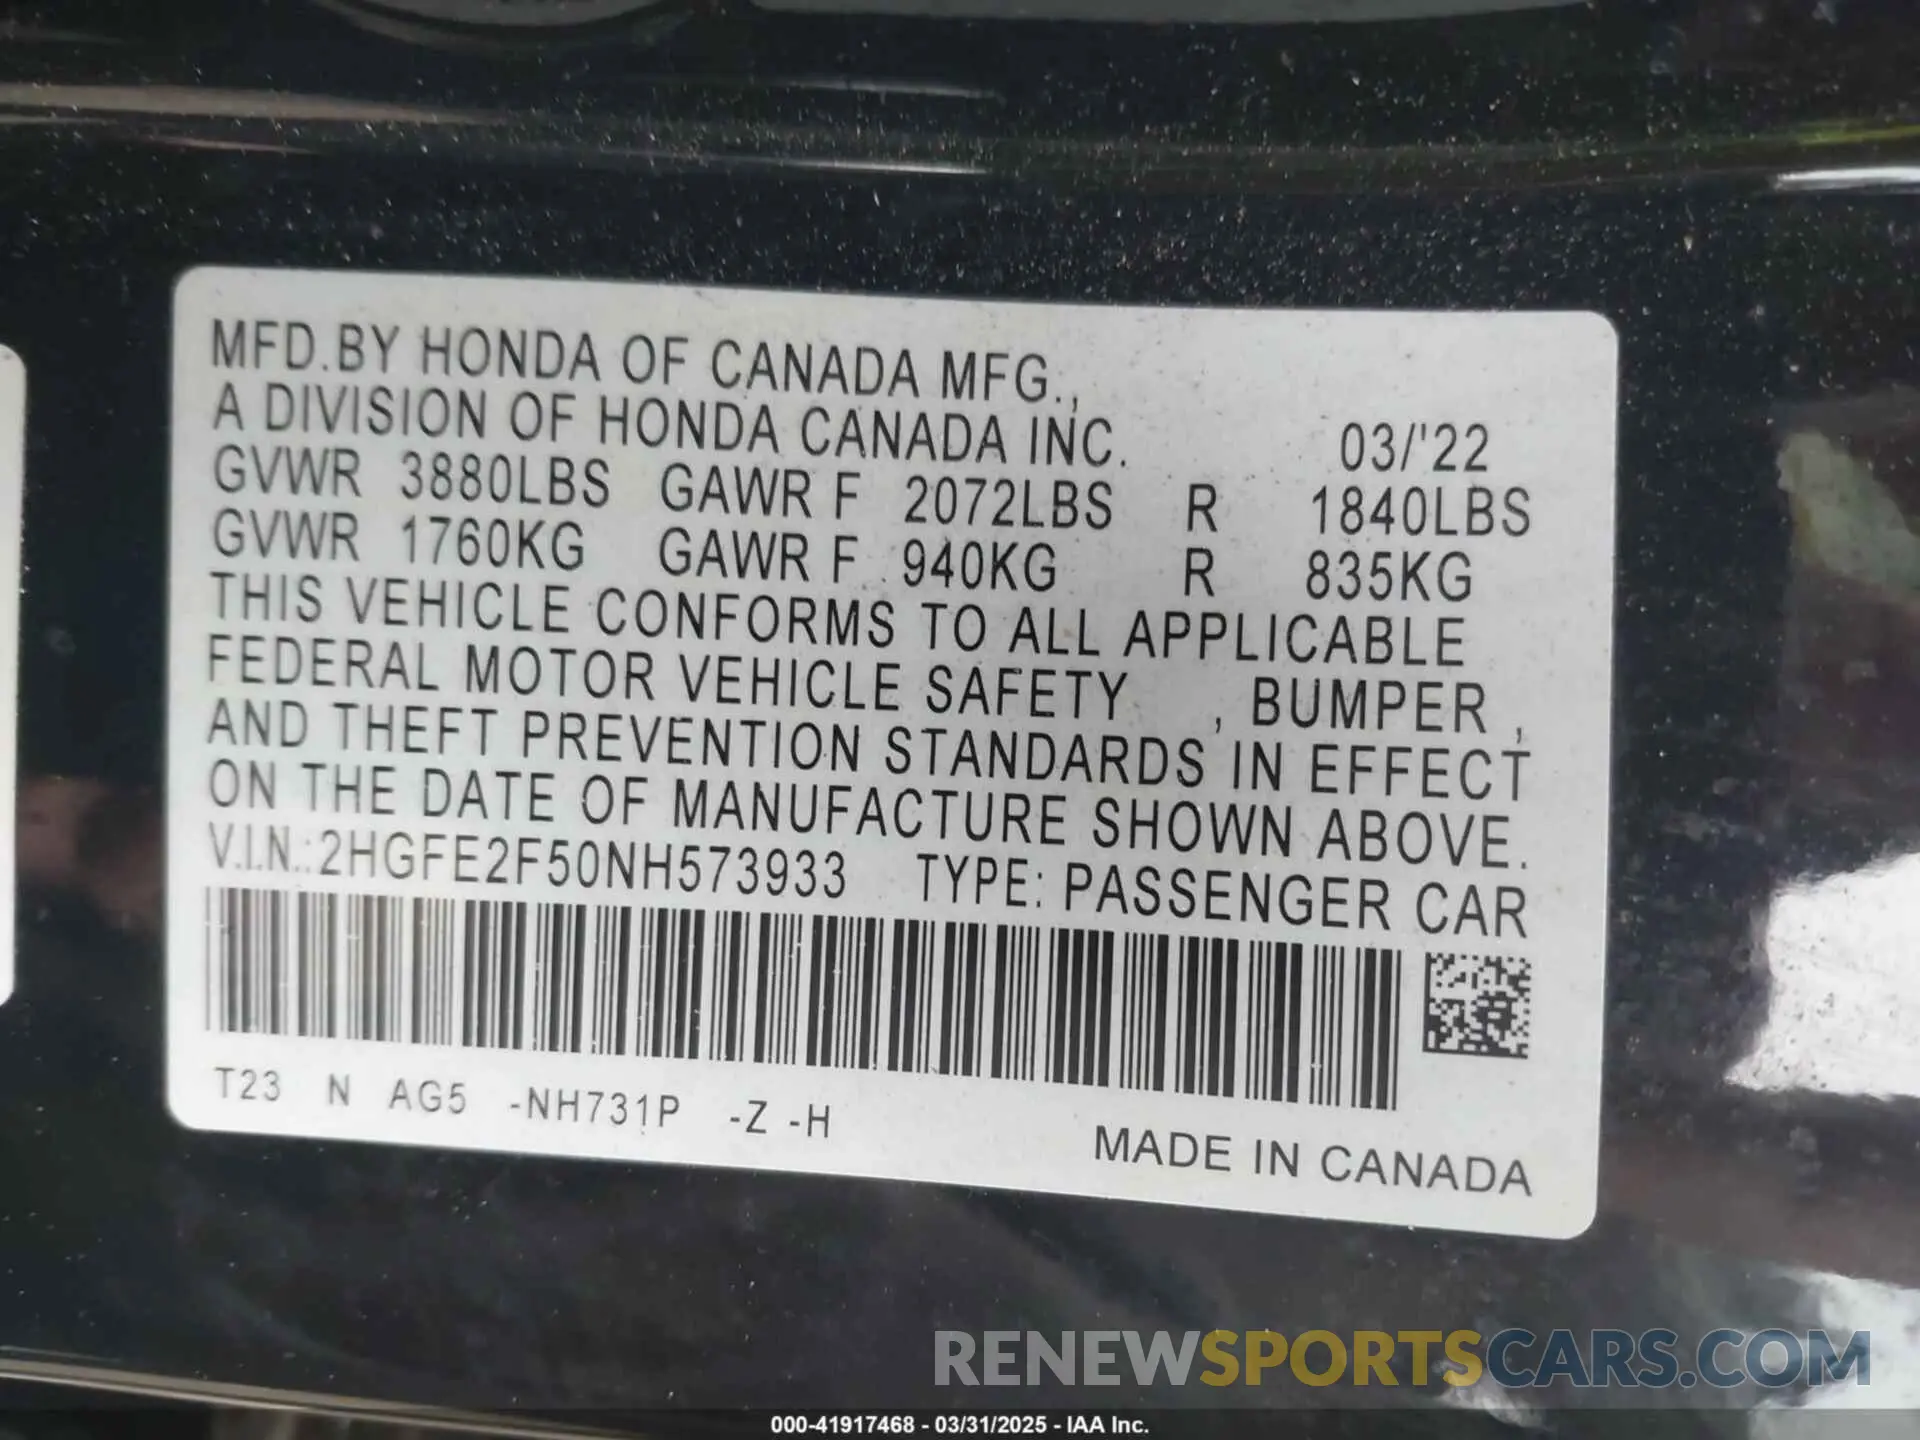 MFD.BY HONDA OF CANADA MFG.,
A DIVISION OF HONDA CANADA INC. 03/'22
GVWR 3880LBS GAWR F 2072LBS R 1840LBS
GVWR 1760KG GAWR F 940KG R 835KG
THIS VEHICLE CONFORMS TO ALL APPLICABLE
FEDERAL MOTOR VEHICLE SAFETY , BUMPER ,
AND THEFT PREVENTION STANDARDS IN EFFECT
ON THE DATE OF MANUFACTURE SHOWN ABOVE.
V.I.N.:2HGFE2F50NH573933 TYPE: PASSENGER CAR
T23 N AG5 -NH731P -Z -H
MADE IN CANADA
RENEWSPORTSCARS.COM
000-41917468 - 03/31/2025 - IAA Inc.